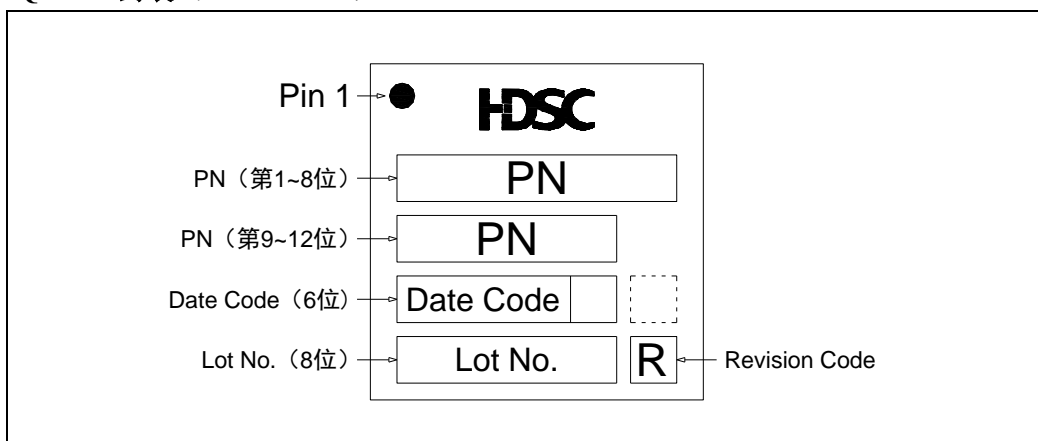 Pin 1
HDSC
PN（第1~8位）
PN
PN（第9~12位）
PN
Date Code（6位）
Date Code
Lot No.（8位）
Lot No.
R
Revision Code